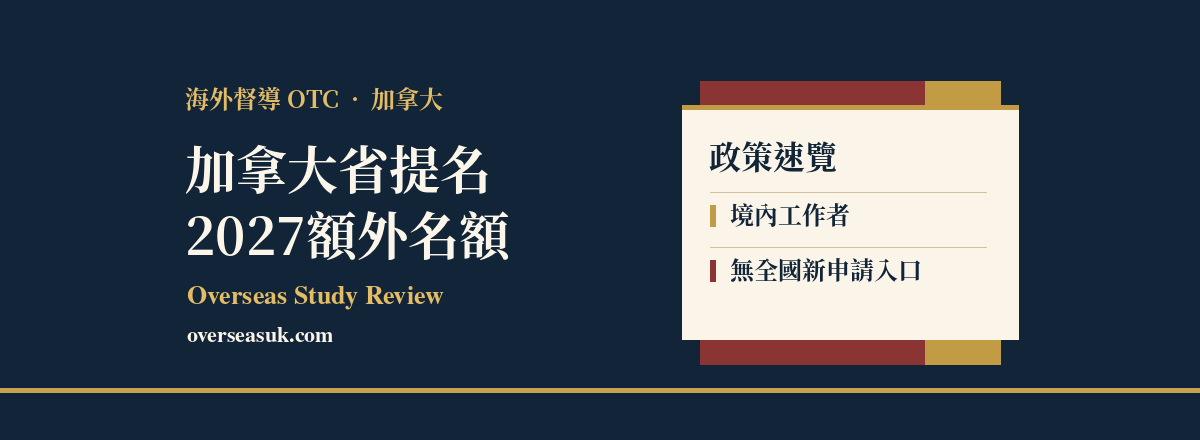 海外督導 OTC · 加拿大
加拿大省提名
2027額外名額
Overseas Study Review
overseasuk.com
政策速覽
境內工作者
無全國新申請入口